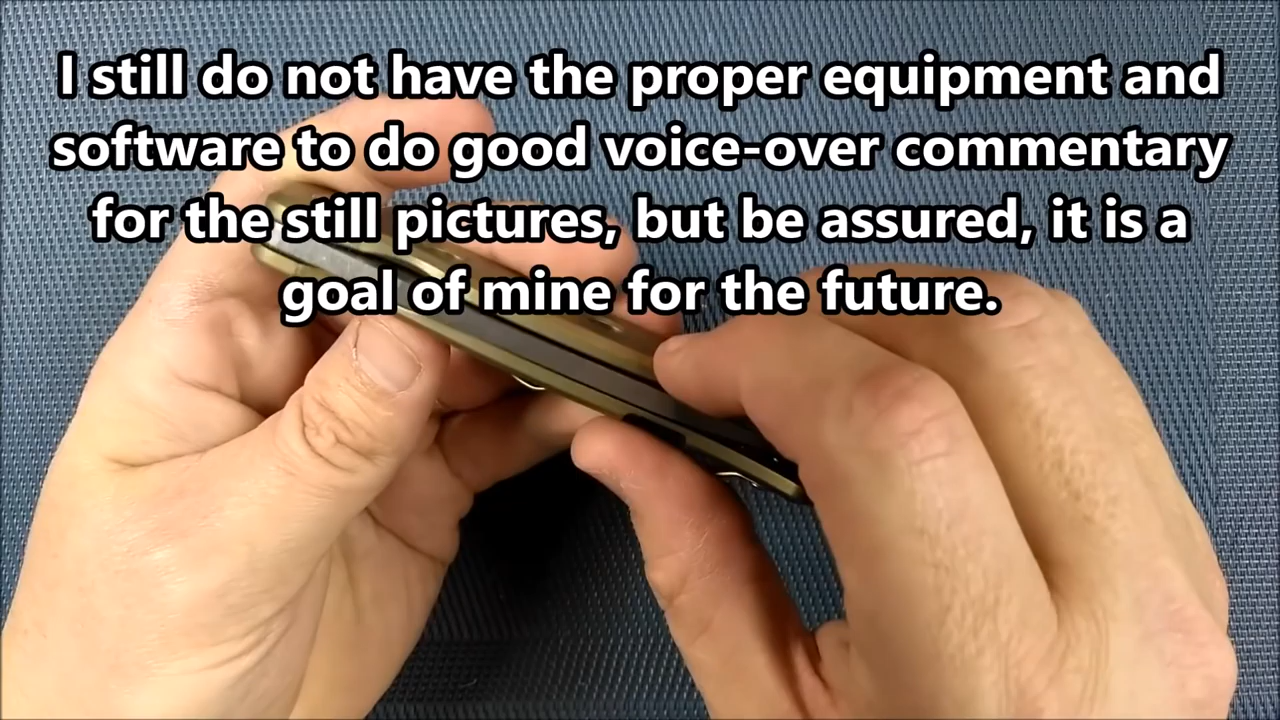 I still do not have the proper equipment and
software to do good voice-over commentary
for the still pictures, but be assured, it is a
goal of mine for the future.